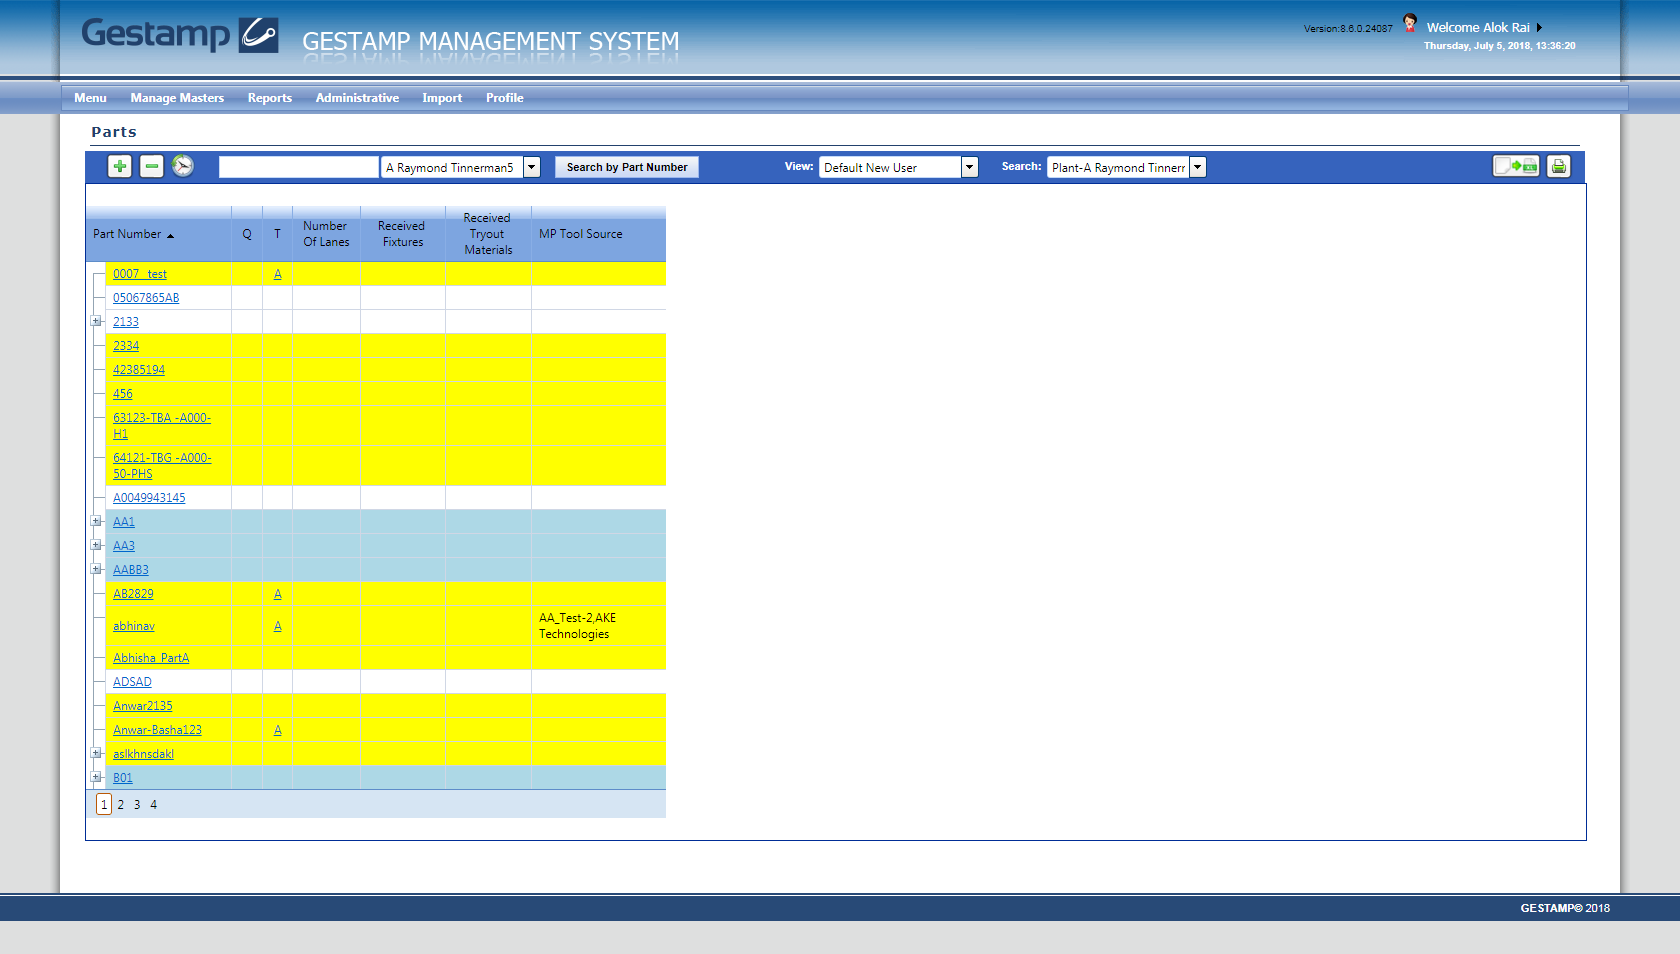 Gestamp
GESTAMP MANAGEMENT SYSTEM
Version:8.6.0.24087
Welcome Alok Rai
Thursday, July 5, 2018, 13:36:20
Menu Manage Masters Reports Administrative Import Profile
Parts
A Raymond Tinnerman5 Search by Part Number View: Default New User Search: Plant-A Raymond Tinnerr
Part Number Q T Number Of Lanes Received Fixtures Received Tryout Materials MP Tool Source
0007_test A
05067865AB
2133
2334
42385194
456
63123-TBA -A000-
H1
64121-TBG -A000-
50-PHS
A0049943145
AA1
AA3
AABB3
AB2829 A
abhinav A AA_Test-2,AKE
Technologies
Abhisha_PartA
ADSAD
Anwar2135
Anwar-Basha123 A
aslkhnsdakl
B01
1 2 3 4
GESTAMP© 2018